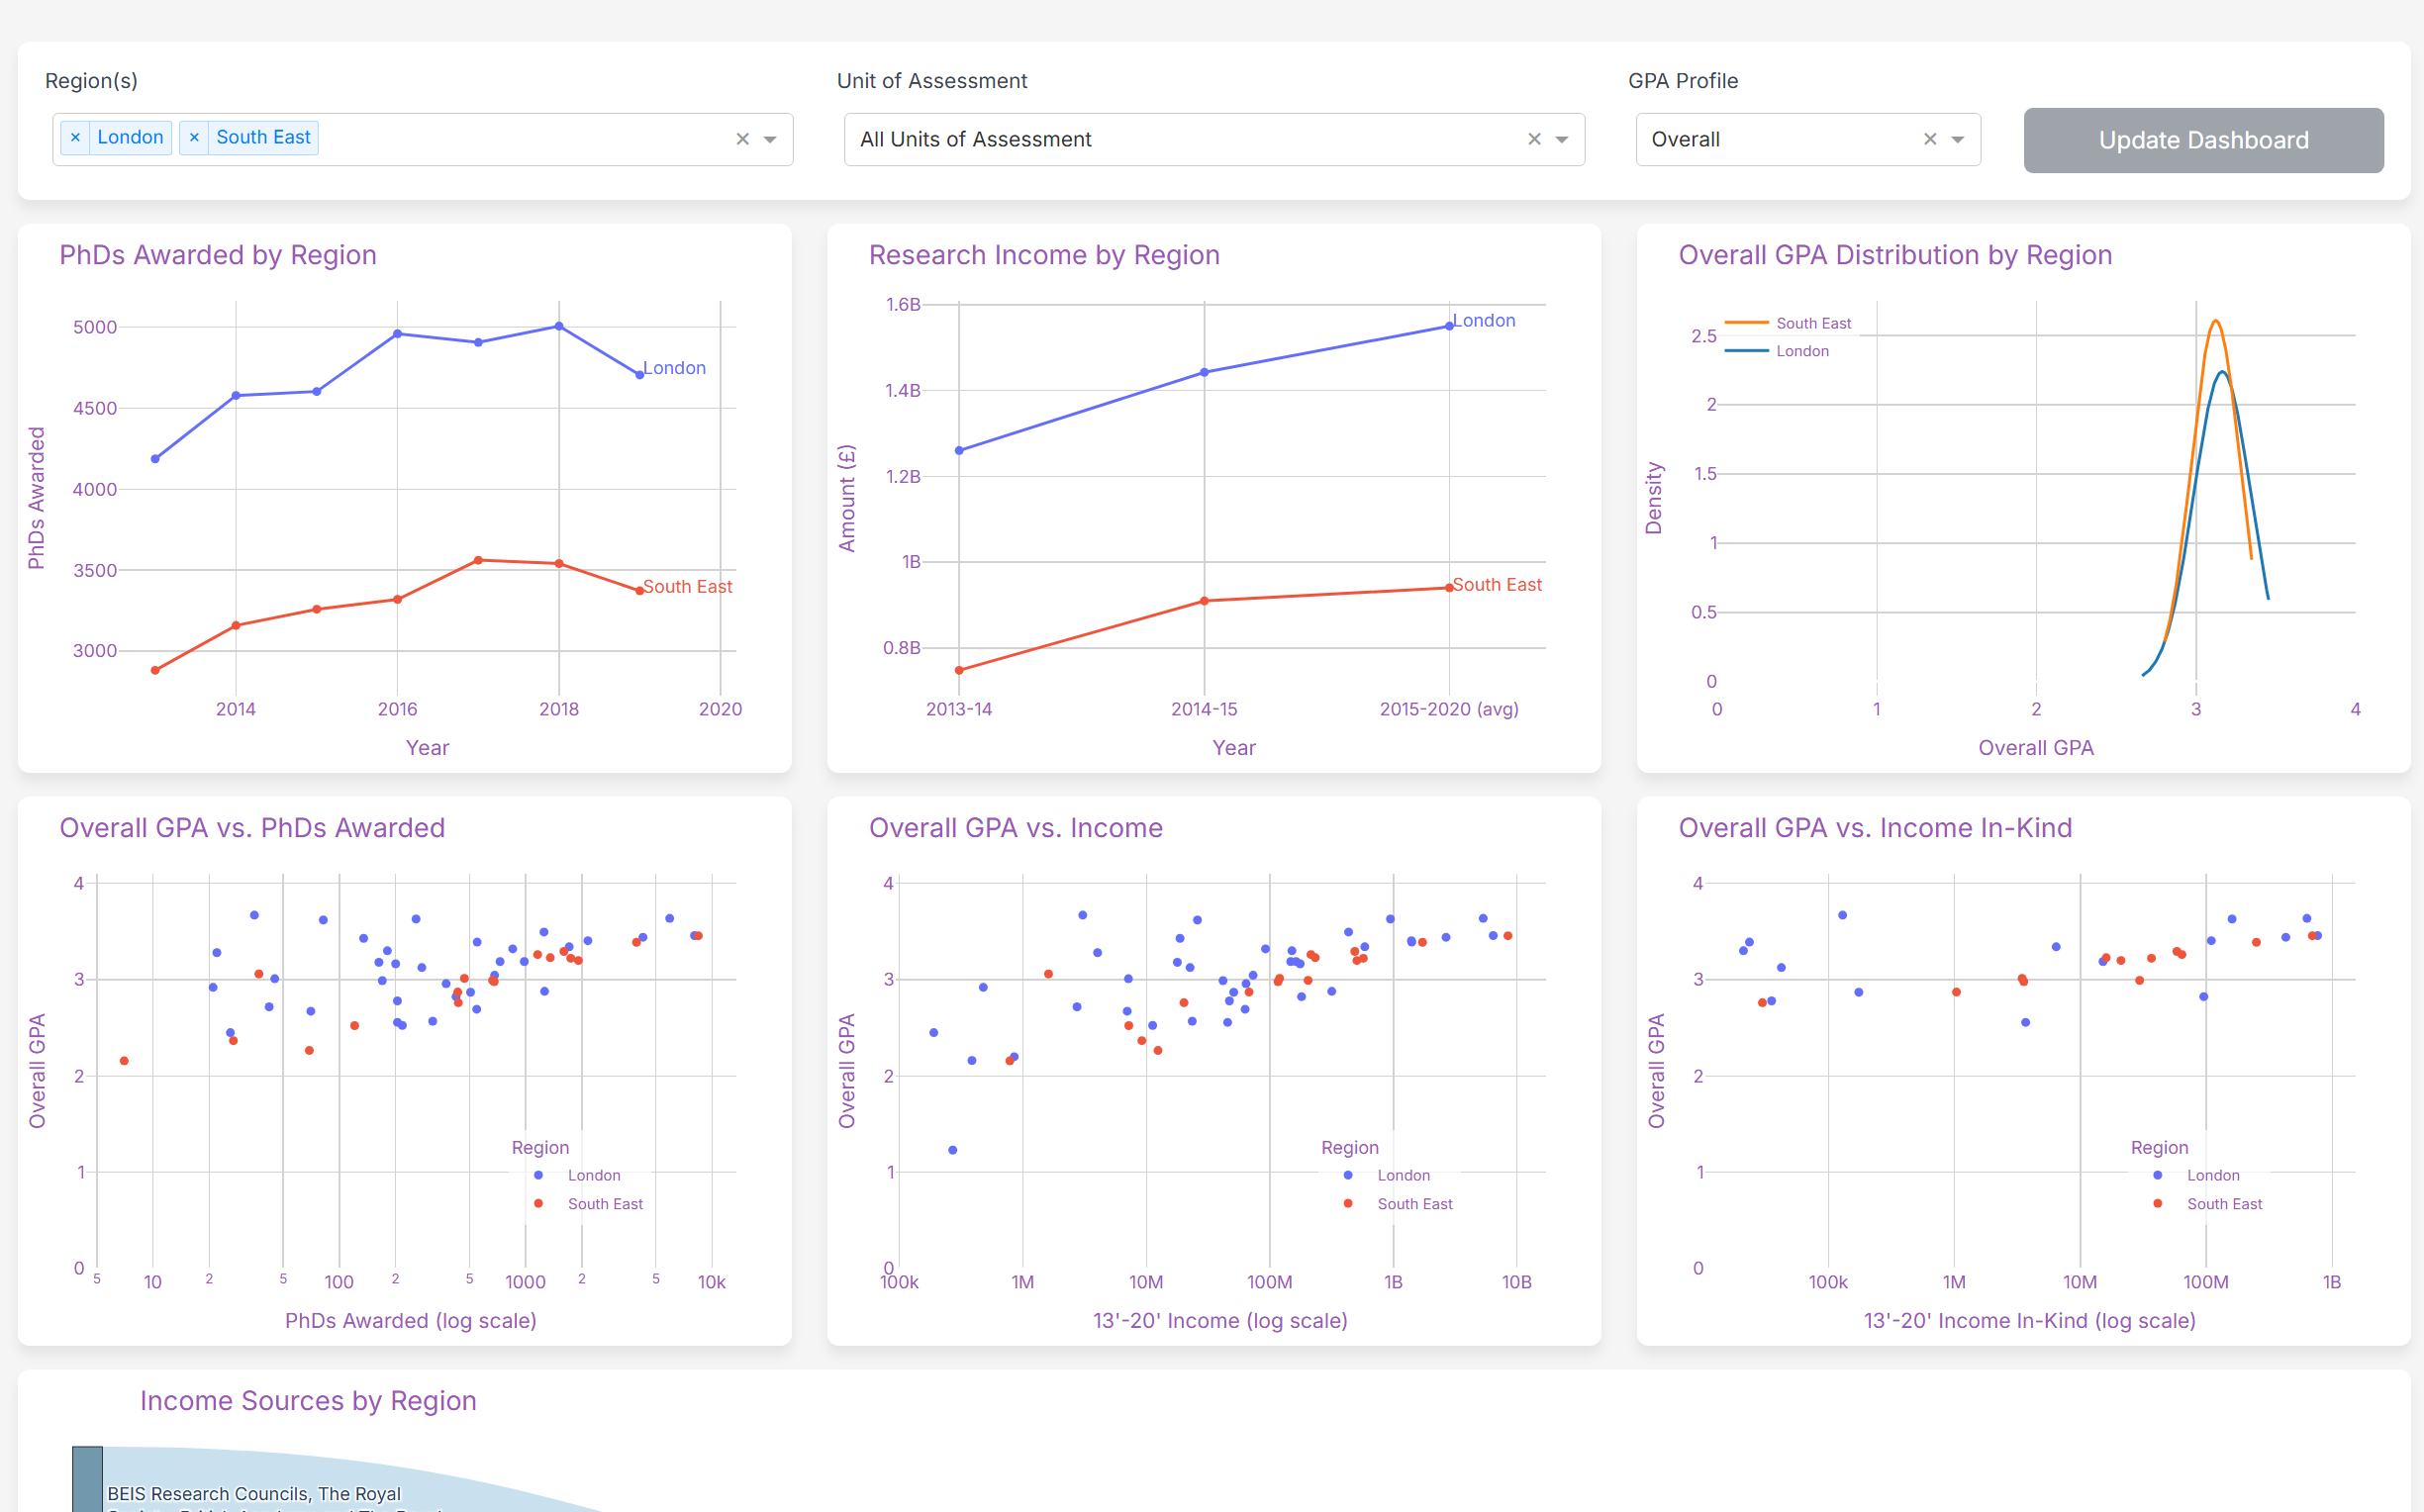 Region(s)
Unit of Assessment
GPA Profile
× London × South East
All Units of Assessment
Overall
Update Dashboard
PhDs Awarded by Region
5000
4500
4000
3500
3000
PhDs Awarded
London
South East
2014 2016 2018 2020
Year
Research Income by Region
1.6B
1.4B
1.2B
1B
0.8B
Amount (£)
London
South East
2013-14 2014-15 2015-2020 (avg)
Year
Overall GPA Distribution by Region
South East
London
2.5
2
1.5
1
0.5
0
Density
0 1 2 3 4
Overall GPA
Overall GPA vs. PhDs Awarded
4
3
2
1
0
Overall GPA
Region
London
South East
5 10 2 5 100 2 5 1000 2 5 10k
PhDs Awarded (log scale)
Overall GPA vs. Income
4
3
2
1
0
Overall GPA
Region
London
South East
100k 1M 10M 100M 1B 10B
13'-20' Income (log scale)
Overall GPA vs. Income In-Kind
4
3
2
1
0
Overall GPA
Region
London
South East
100k 1M 10M 100M 1B
13'-20' Income In-Kind (log scale)
Income Sources by Region
BEIS Research Councils, The Royal